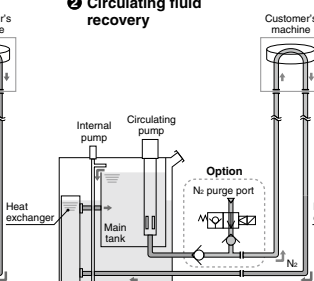 ❷ Circulating fluid
recovery
's
e
Customer's
machine
Internal
pump
Circulating
pump
Option
N₂ purge port
Heat
exchanger
Main
tank
N₂